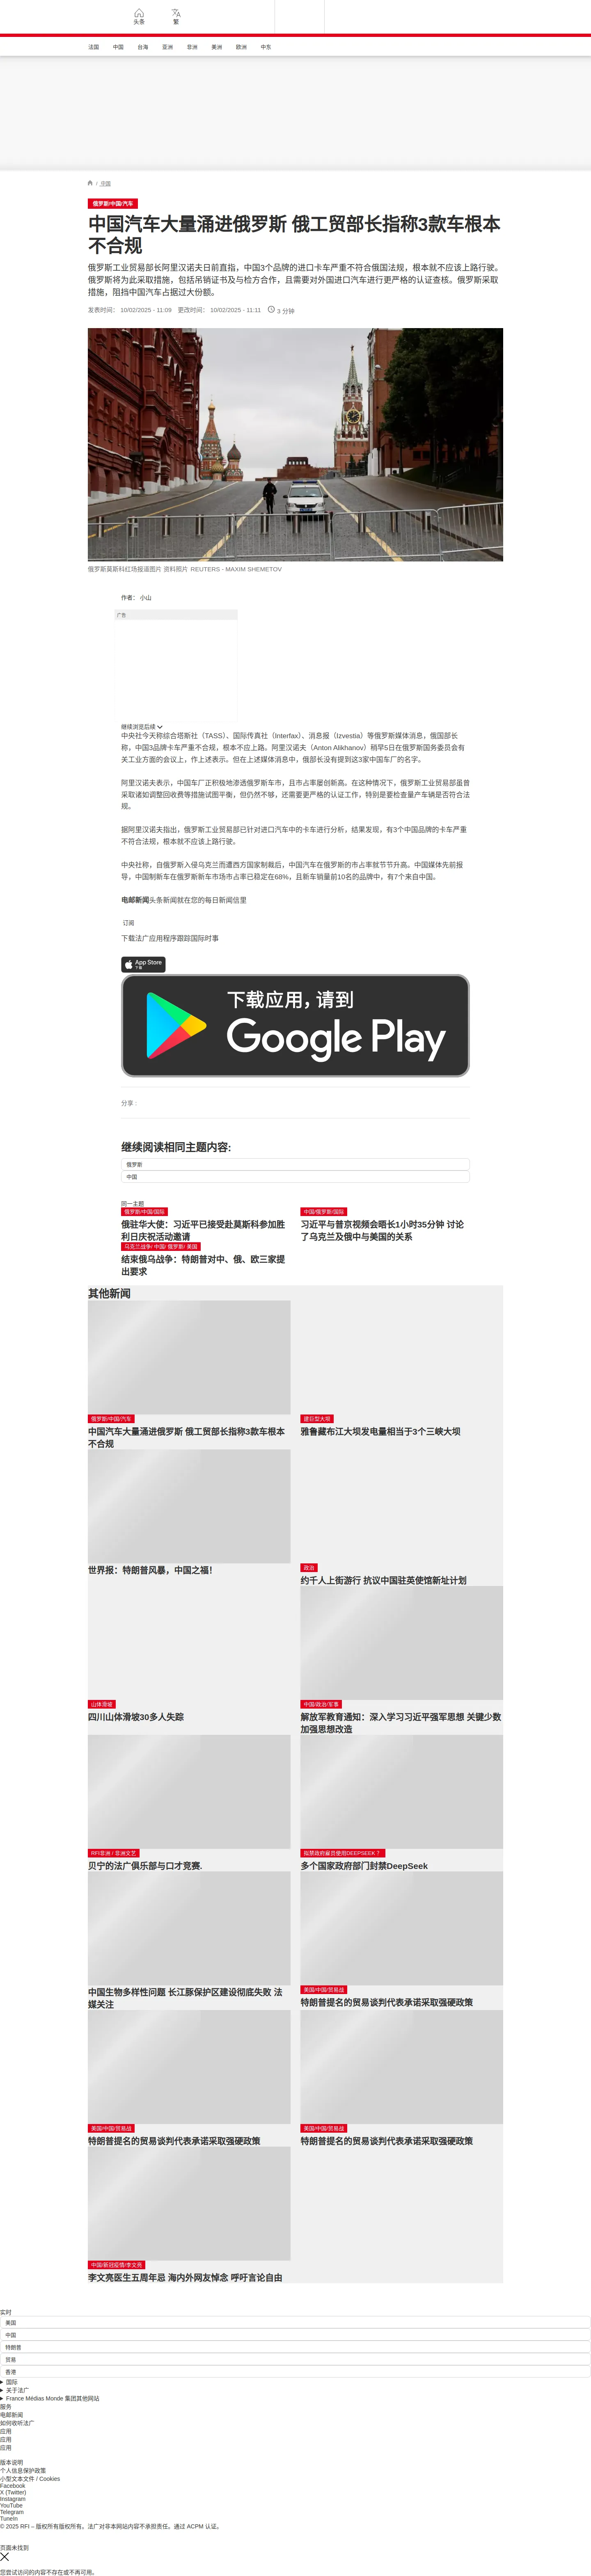 头条
繁
法国 中国 台海 亚洲 非洲 美洲 欧洲 中东
/ 中国
俄罗斯/中国/汽车
中国汽车大量涌进俄罗斯 俄工贸部长指称3款车根本
不合规
俄罗斯工业贸易部长阿里汉诺夫日前直指，中国3个品牌的进口卡车严重不符合俄国法规，根本就不应该上路行驶。
俄罗斯将为此采取措施，包括吊销证书及与检方合作，且需要对外国进口汽车进行更严格的认证查核。俄罗斯采取
措施，阻挡中国汽车占据过大份额。
发表时间： 10/02/2025 - 11:09 更改时间： 10/02/2025 - 11:11 3 分钟
俄罗斯莫斯科红场报道图片 资料照片 REUTERS - MAXIM SHEMETOV
作者： 小山
广告
继续浏览后续
中央社今天称综合塔斯社（TASS）、国际传真社（Interfax）、消息报（Izvestia）等俄罗斯媒体消息，俄国部长
称，中国3品牌卡车严重不合规，根本不应上路。阿里汉诺夫（Anton Alikhanov）稍早5日在俄罗斯国务委员会有
关工业方面的会议上，作上述表示。但在上述媒体消息中，俄部长没有提到这3家中国车厂的名字。
阿里汉诺夫表示，中国车厂正积极地渗透俄罗斯车市，且市占率屡创新高。在这种情况下，俄罗斯工业贸易部虽曾
采取诸如调整回收费等措施试图平衡，但仍然不够，还需要更严格的认证工作，特别是要检查量产车辆是否符合法
规。
据阿里汉诺夫指出，俄罗斯工业贸易部已针对进口汽车中的卡车进行分析，结果发现，有3个中国品牌的卡车严重
不符合法规，根本就不应该上路行驶。
中央社称，自俄罗斯入侵乌克兰而遭西方国家制裁后，中国汽车在俄罗斯的市占率就节节升高。中国媒体先前报
导，中国制新车在俄罗斯新车市场市占率已稳定在68%，且新车销量前10名的品牌中，有7个来自中国。
电邮新闻头条新闻就在您的每日新闻信里
订阅
下载法广应用程序跟踪国际时事
App Store
下载
下载应用，请到
Google Play
分享 :
继续阅读相同主题内容:
俄罗斯
中国
同一主题
俄罗斯/中国/国际
俄驻华大使：习近平已接受赴莫斯科参加胜
利日庆祝活动邀请
中国/俄罗斯/国际
习近平与普京视频会晤长1小时35分钟 讨论
了乌克兰及俄中与美国的关系
乌克兰战争/ 中国/ 俄罗斯/ 美国
结束俄乌战争：特朗普对中、俄、欧三家提
出要求
其他新闻
俄罗斯/中国/汽车
中国汽车大量涌进俄罗斯 俄工贸部长指称3款车根本
不合规
建巨型大坝
雅鲁藏布江大坝发电量相当于3个三峡大坝
世界报：特朗普风暴，中国之福！
政治
约千人上街游行 抗议中国驻英使馆新址计划
山体滑坡
四川山体滑坡30多人失踪
中国/政治/军事
解放军教育通知：深入学习习近平强军思想 关键少数
加强思想改造
RFI非洲 / 非洲文艺
贝宁的法广俱乐部与口才竞赛.
指禁政府雇员使用DEEPSEEK ？
多个国家政府部门封禁DeepSeek
中国生物多样性问题 长江豚保护区建设彻底失败 法
媒关注
美国/中国/贸易战
特朗普提名的贸易谈判代表承诺采取强硬政策
美国/中国/贸易战
特朗普提名的贸易谈判代表承诺采取强硬政策
美国/中国/贸易战
特朗普提名的贸易谈判代表承诺采取强硬政策
中国/新冠疫情/李文亮
李文亮医生五周年忌 海内外网友悼念 呼吁言论自由
实时
美国
中国
特朗普
贸易
香港
国际
关于法广
France Médias Monde 集团其他网站
服务
电邮新闻
如何收听法广
应用
应用
应用
版本说明
个人信息保护政策
小型文本文件 / Cookies
Facebook
X (Twitter)
Instagram
YouTube
Telegram
TuneIn
© 2025 RFI – 版权所有版权所有。法广对非本网站内容不承担责任。通过 ACPM 认证。
页面未找到
您尝试访问的内容不存在或不再可用。